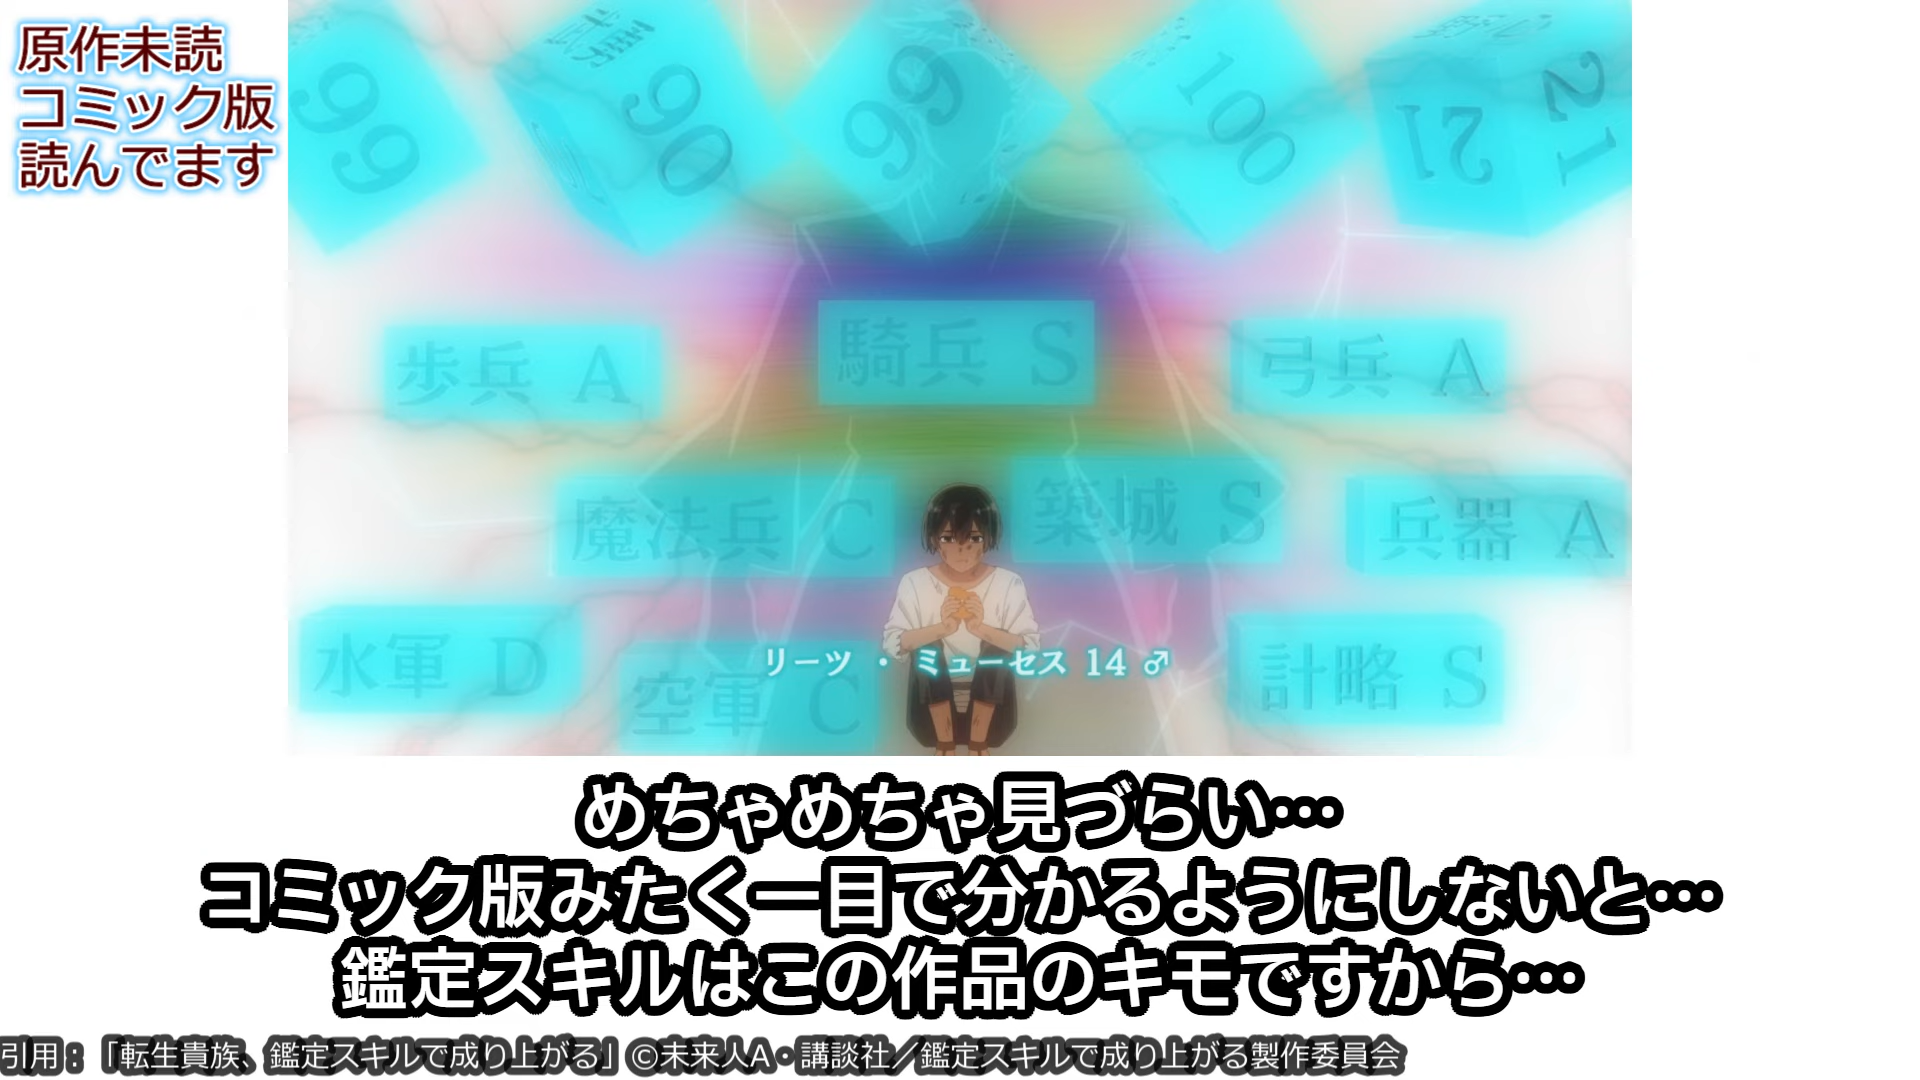 原作未読
コミック版
読んでます
99
90
99
100
21
21
歩兵 A
騎兵 S
弓兵 A
魔法兵 C
築城 S
兵器 A
水軍 D
空軍 C
計略 S
リーツ ・ ミューセス 14 ♂
めちゃめちゃ見づらい…
コミック版みたく一目で分かるようにしないと…
鑑定スキルはこの作品のキモですから…
引用：「転生貴族、鑑定スキルで成り上がる」©未来人A・講談社／鑑定スキルで成り上がる製作委員会